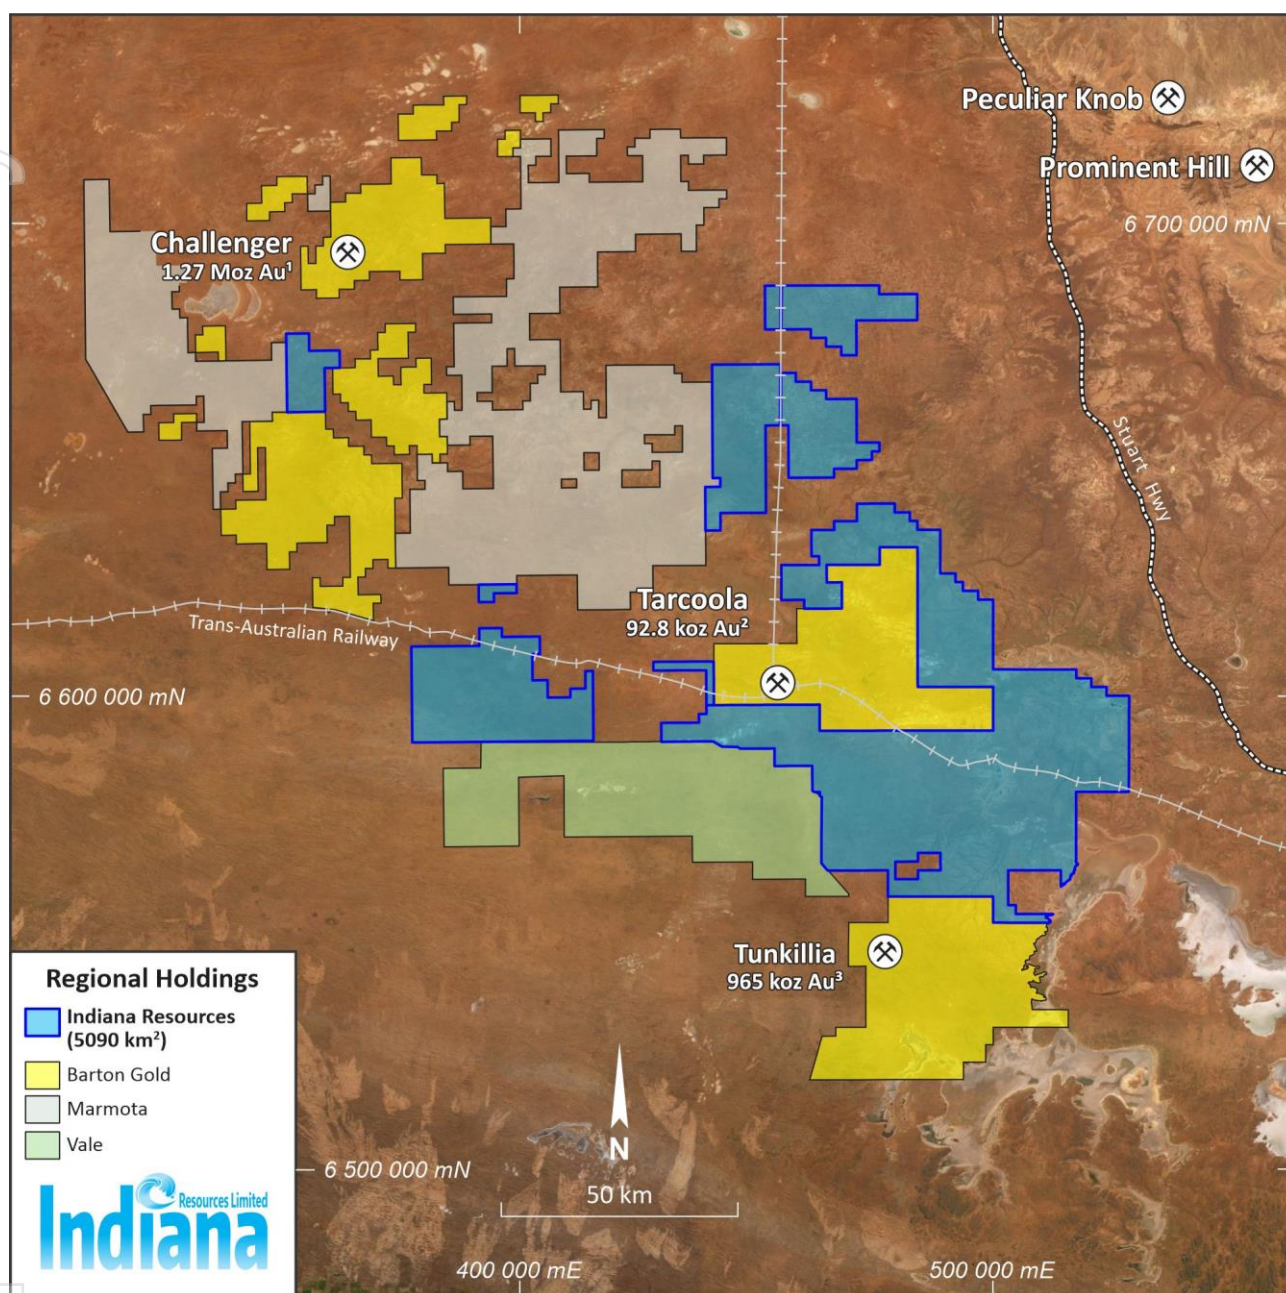 Peculiar Knob
Prominent Hill
6 700 000 mN
Challenger
1.27 Moz Au¹
Stuart Hwy
Tarcoola
92.8 koz Au²
Trans-Australian Railway
6 600 000 mN
Tunkillia
965 koz Au³
Regional Holdings
Indiana Resources
(5090 km²)
Barton Gold
Marmota
Vale
Resources Limited
Indiana
N
50 km
6 500 000 mN
400 000 mE
500 000 mE